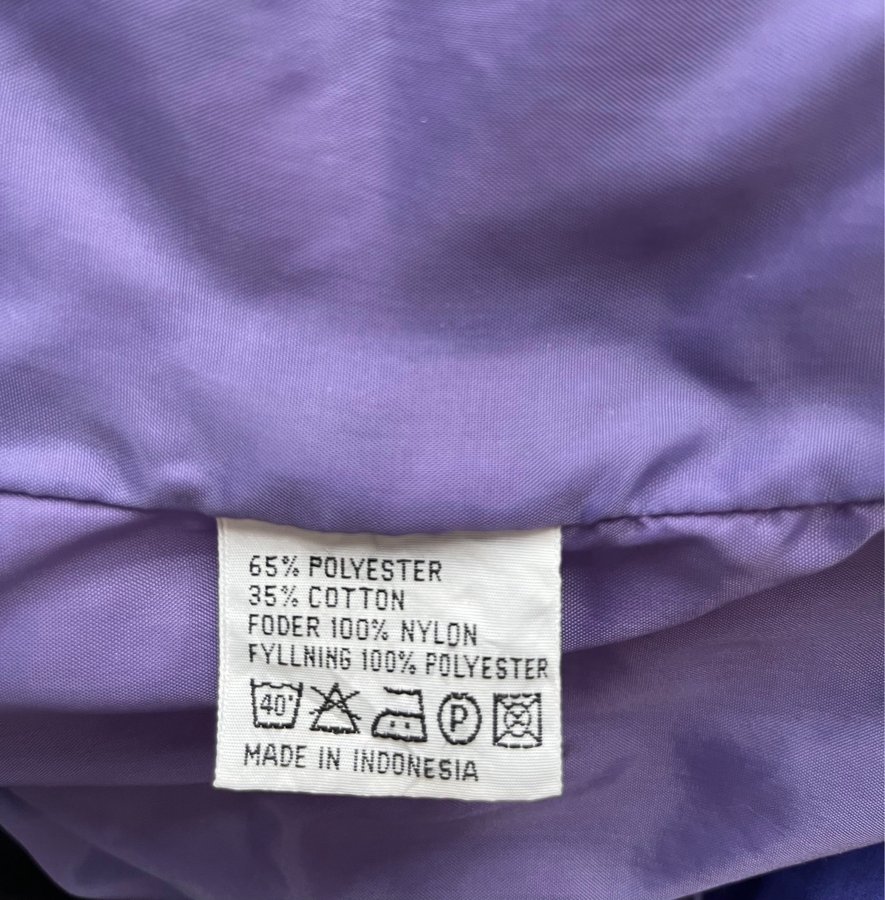 65% POLYESTER
35% COTTON
FODER 100% NYLON
FYLLNING 100% POLYESTER
40° P
MADE IN INDONESIA